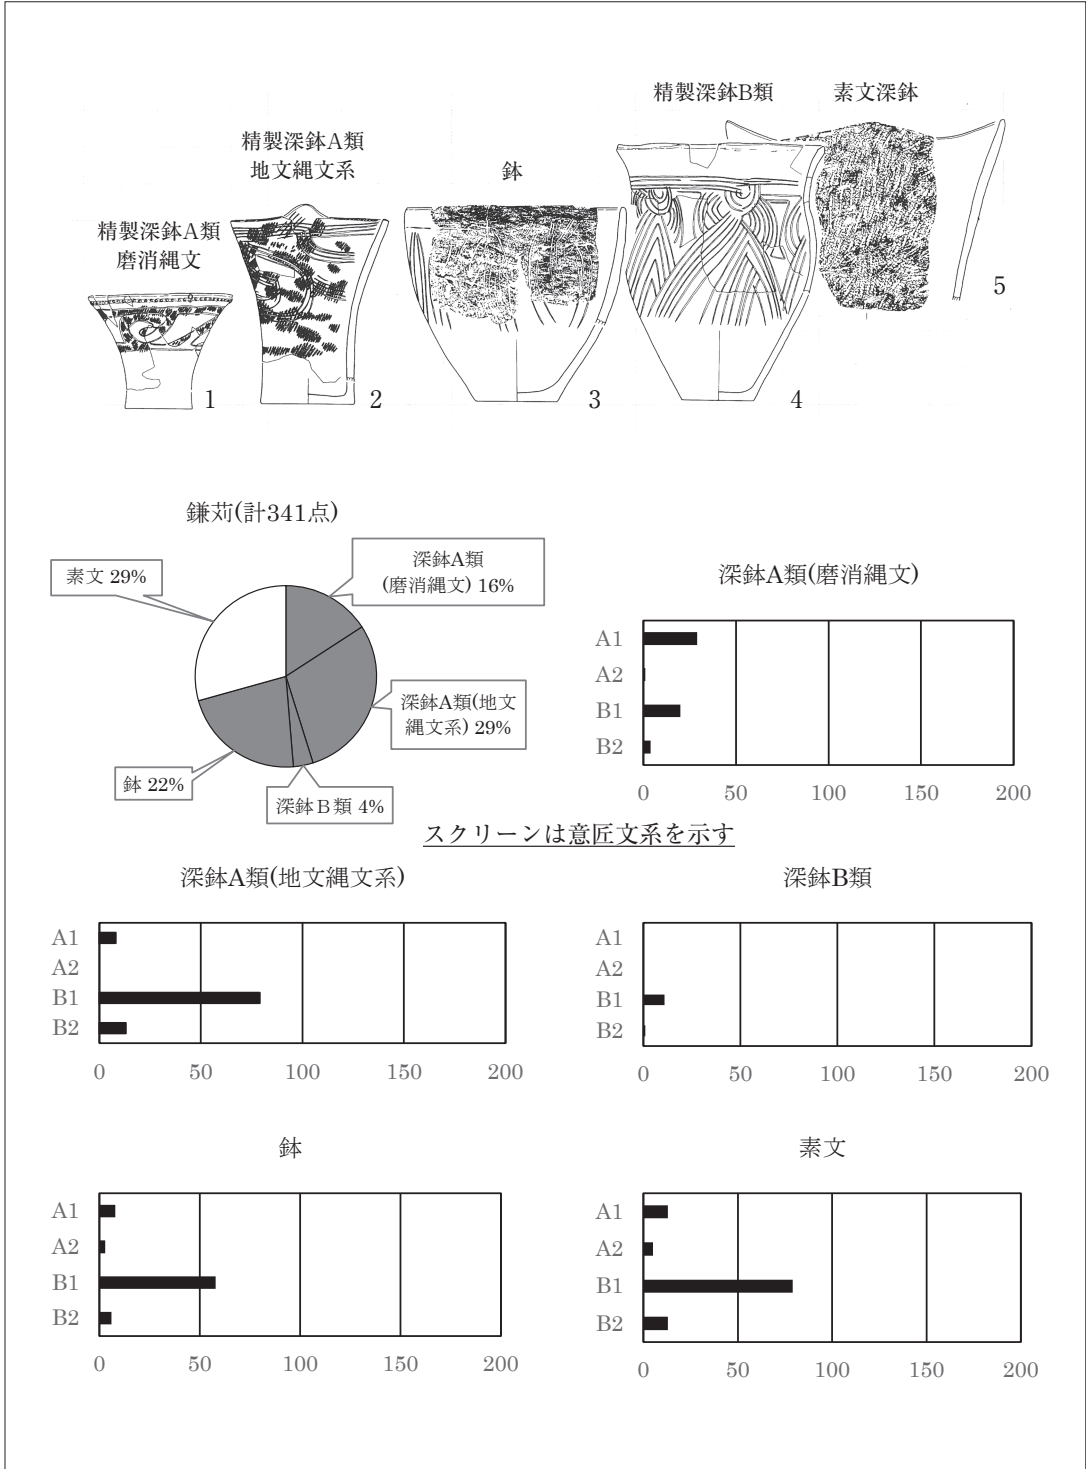 精製深鉢B類
素文深鉢
精製深鉢A類
地文縄文系
鉢
精製深鉢A類
磨消縄文
1
2
3
4
5
鎌苅(計341点)
素文 29%
深鉢A類
(磨消縄文) 16%
深鉢A類(地文
縄文系) 29%
鉢 22%
深鉢B類 4%
スクリーンは意匠文系を示す
深鉢A類(磨消縄文)
A1
A2
B1
B2
0 50 100 150 200
深鉢A類(地文縄文系)
A1
A2
B1
B2
0 50 100 150 200
深鉢B類
A1
A2
B1
B2
0 50 100 150 200
鉢
A1
A2
B1
B2
0 50 100 150 200
素文
A1
A2
B1
B2
0 50 100 150 200